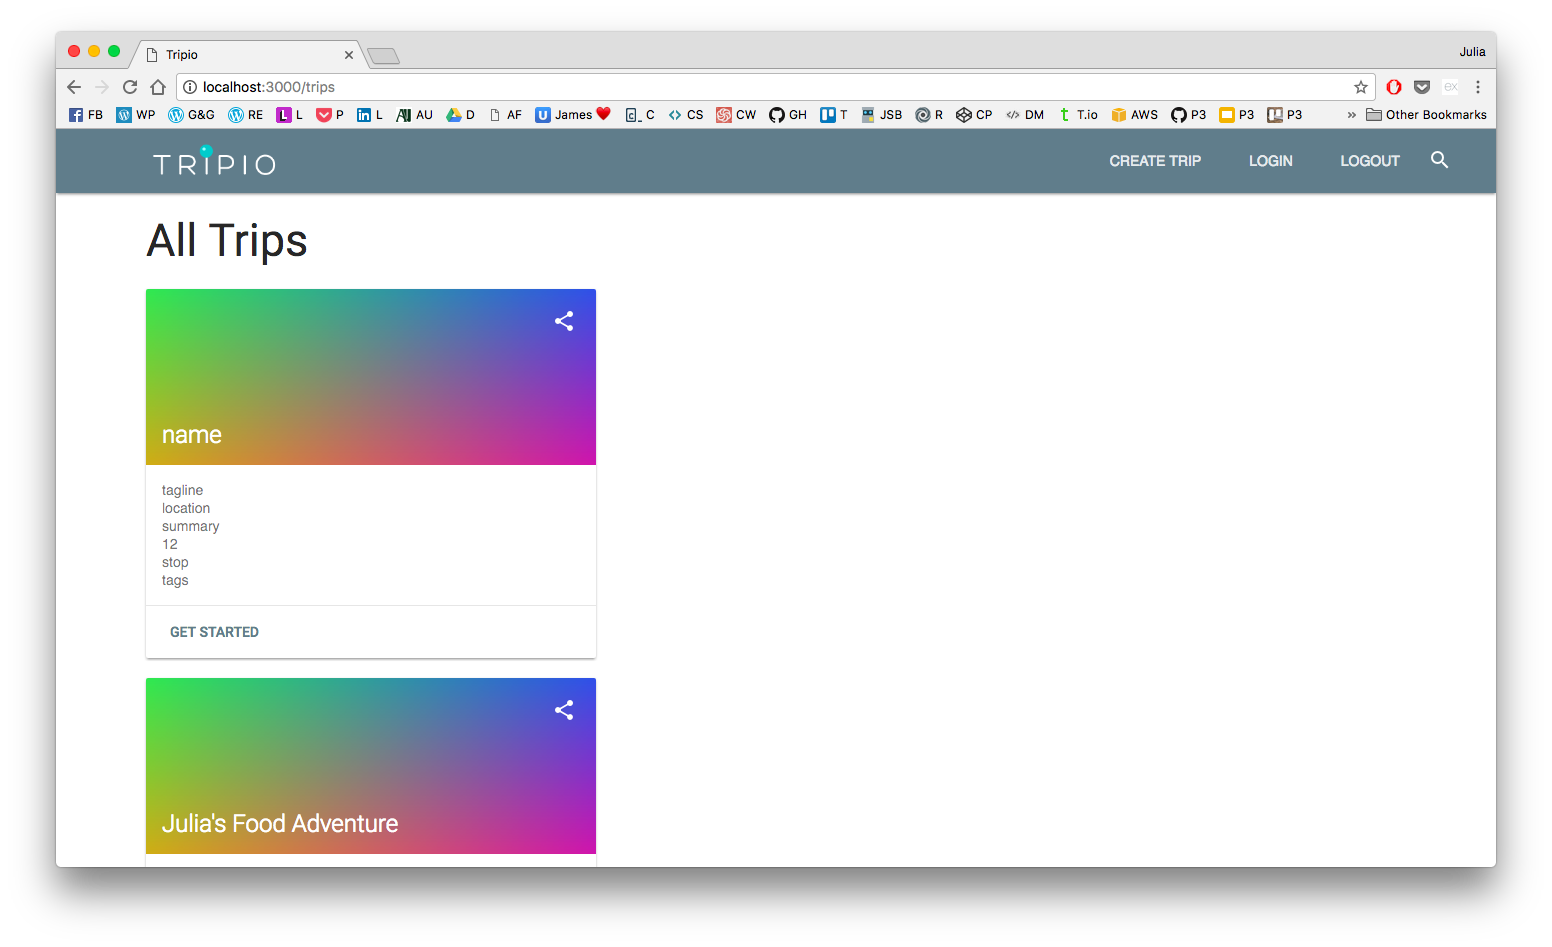 Tripio
Julia
localhost:3000/trips
FB WP G&G RE L L P in L AU D AF U James C CS CW GH T JSB R CP DM t T.io AWS P3 P3 P3 » Other Bookmarks
TRIPIO CREATE TRIP LOGIN LOGOUT
All Trips
name
tagline
location
summary
12
stop
tags
GET STARTED
Julia's Food Adventure